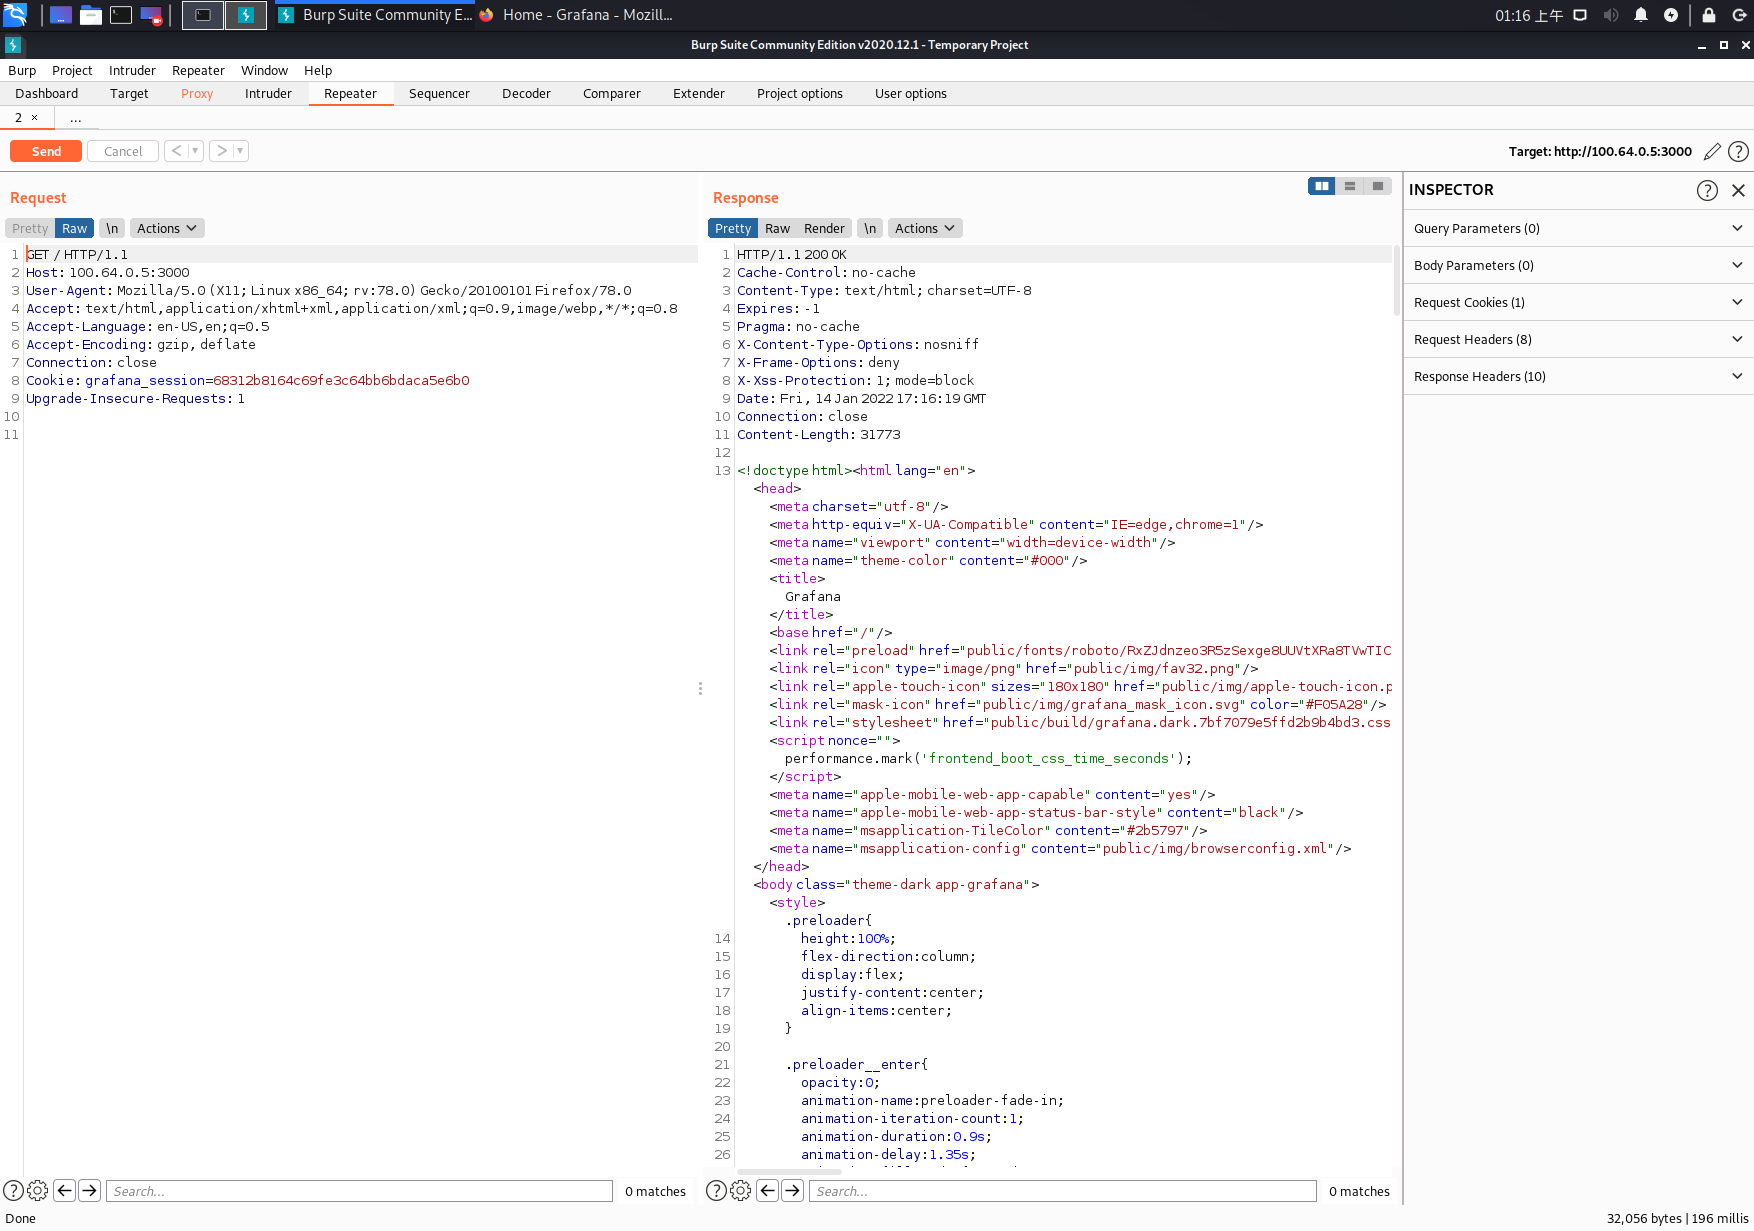 Burp Suite Community E...
Home - Grafana - Mozill...
01:16 上午
Burp Suite Community Edition v2020.12.1 - Temporary Project
Burp Project Intruder Repeater Window Help
Dashboard Target Proxy Intruder Repeater Sequencer Decoder Comparer Extender Project options User options
2 × ...
Send Cancel < > Target: http://100.64.0.5:3000
Request
Pretty Raw \n Actions
1 GET / HTTP/1.1
2 Host: 100.64.0.5:3000
3 User-Agent: Mozilla/5.0 (X11; Linux x86_64; rv:78.0) Gecko/20100101 Firefox/78.0
4 Accept: text/html,application/xhtml+xml,application/xml;q=0.9,image/webp,*/*;q=0.8
5 Accept-Language: en-US,en;q=0.5
6 Accept-Encoding: gzip, deflate
7 Connection: close
8 Cookie: grafana_session=68312b8164c69fe3c64bb6bdaca5e6b0
9 Upgrade-Insecure-Requests: 1
10
11
Search...
0 matches
Response
Pretty Raw Render \n Actions
1 HTTP/1.1 200 OK
2 Cache-Control: no-cache
3 Content-Type: text/html; charset=UTF-8
4 Expires: -1
5 Pragma: no-cache
6 X-Content-Type-Options: nosniff
7 X-Frame-Options: deny
8 X-Xss-Protection: 1; mode=block
9 Date: Fri, 14 Jan 2022 17:16:19 GMT
10 Connection: close
11 Content-Length: 31773
12
13 <!doctype html><html lang="en">
<head>
<meta charset="utf-8"/>
<meta http-equiv="X-UA-Compatible" content="IE=edge,chrome=1"/>
<meta name="viewport" content="width=device-width"/>
<meta name="theme-color" content="#000"/>
<title>
Grafana
</title>
<base href="/"/>
<link rel="preload" href="public/fonts/roboto/RxZJdnzeo3R5zSexge8UUVtXRa8TVwTIC
<link rel="icon" type="image/png" href="public/img/fav32.png"/>
<link rel="apple-touch-icon" sizes="180x180" href="public/img/apple-touch-icon.p
<link rel="mask-icon" href="public/img/grafana_mask_icon.svg" color="#F05A28"/>
<link rel="stylesheet" href="public/build/grafana.dark.7bf7079e5ffd2b9b4bd3.css
<script nonce="">
performance.mark('frontend_boot_css_time_seconds');
</script>
<meta name="apple-mobile-web-app-capable" content="yes"/>
<meta name="apple-mobile-web-app-status-bar-style" content="black"/>
<meta name="msapplication-TileColor" content="#2b5797"/>
<meta name="msapplication-config" content="public/img/browserconfig.xml"/>
</head>
<body class="theme-dark app-grafana">
<style>
.preloader{
14 height:100%;
15 flex-direction:column;
16 display:flex;
17 justify-content:center;
18 align-items:center;
19 }
20
21 .preloader__enter{
22 opacity:0;
23 animation-name:preloader-fade-in;
24 animation-iteration-count:1;
25 animation-duration:0.9s;
26 animation-delay:1.35s;
Search...
0 matches
INSPECTOR
Query Parameters (0)
Body Parameters (0)
Request Cookies (1)
Request Headers (8)
Response Headers (10)
Done
32,056 bytes | 196 millis